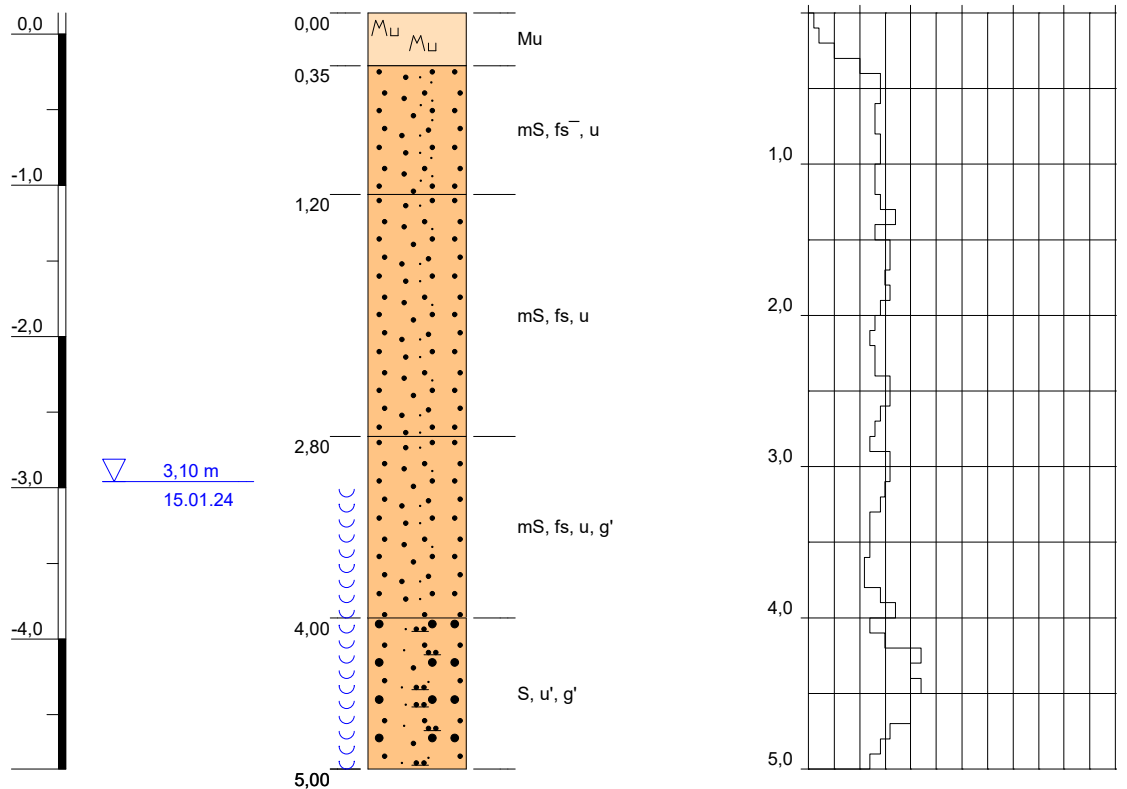 0,0
-1,0
-2,0
-3,0
-4,0
3,10 m
15.01.24
0,00
0,35
1,20
2,80
4,00
5,00
Mu
Mu
Mu
mS, fs¯, u
mS, fs, u
mS, fs, u, g'
S, u', g'
1,0
2,0
3,0
4,0
5,0